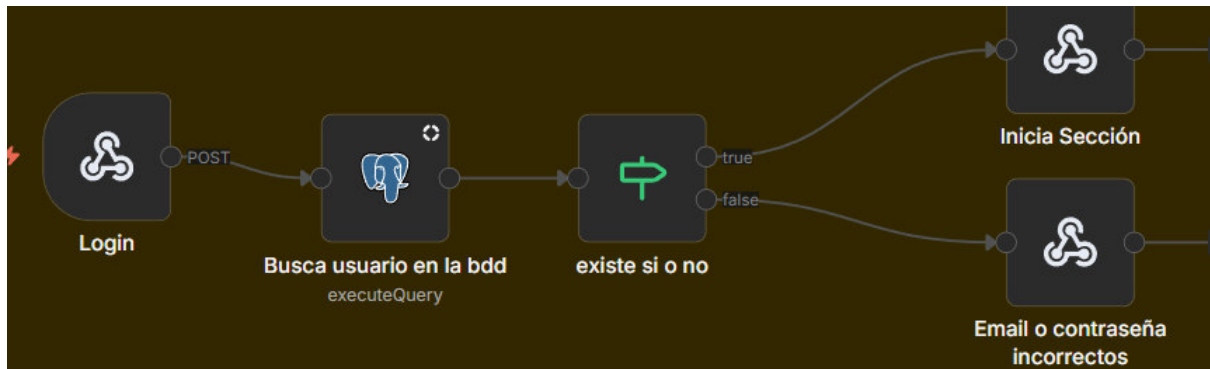 Inicia Sección
POST
true
false
Login
Busca usuario en la bdd
executeQuery
existe si o no
Email o contraseña
incorrectos